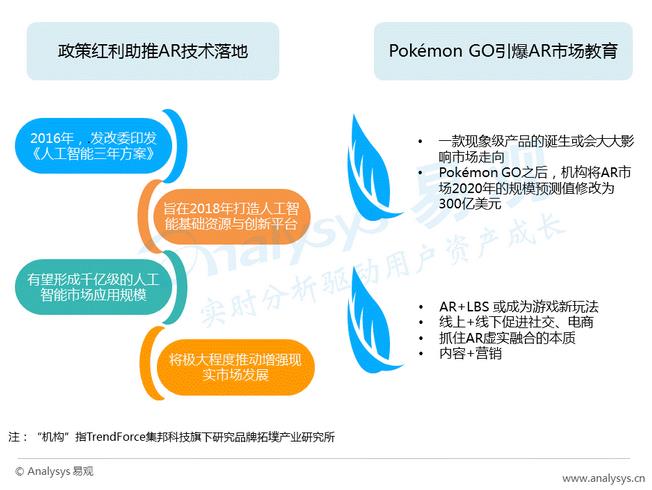 政策红利助推AR技术落地
Pokémon GO引爆AR市场教育
2016年，发改委印发
《人工智能三年方案》
旨在2018年打造人工智
能基础资源与创新平台
有望形成千亿级的人工
智能市场应用规模
将极大程度推动增强现
实市场发展
• 一款现象级产品的诞生或会大大影
响市场走向
• Pokémon GO之后，机构将AR市
场2020年的规模预测值修改为
300亿美元
• AR+LBS 或成为游戏新玩法
• 线上+线下促进社交、电商
• 抓住AR虚实融合的本质
• 内容+营销
Analysys 易观
实时分析驱动用户资产成长
注：“机构”指TrendForce集邦科技旗下研究品牌拓墣产业研究所
© Analysys 易观
www.analysys.cn